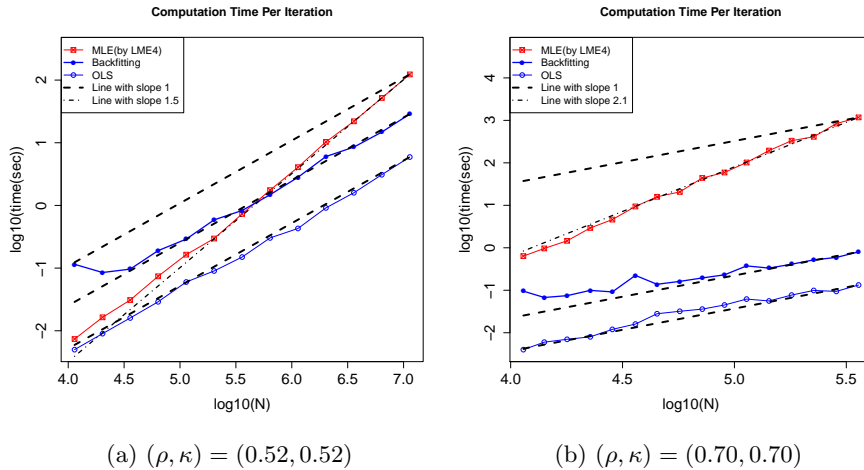 Computation Time Per Iteration
MLE(by LME4)
Backfitting
OLS
Line with slope 1
Line with slope 1.5
log10(time(sec))
2
1
0
−1
−2
4.0 4.5 5.0 5.5 6.0 6.5 7.0
log10(N)
(a) (ρ, κ) = (0.52, 0.52)
Computation Time Per Iteration
MLE(by LME4)
Backfitting
OLS
Line with slope 1
Line with slope 2.1
log10(time(sec))
4
3
2
1
0
−1
−2
4.0 4.5 5.0 5.5
log10(N)
(b) (ρ, κ) = (0.70, 0.70)